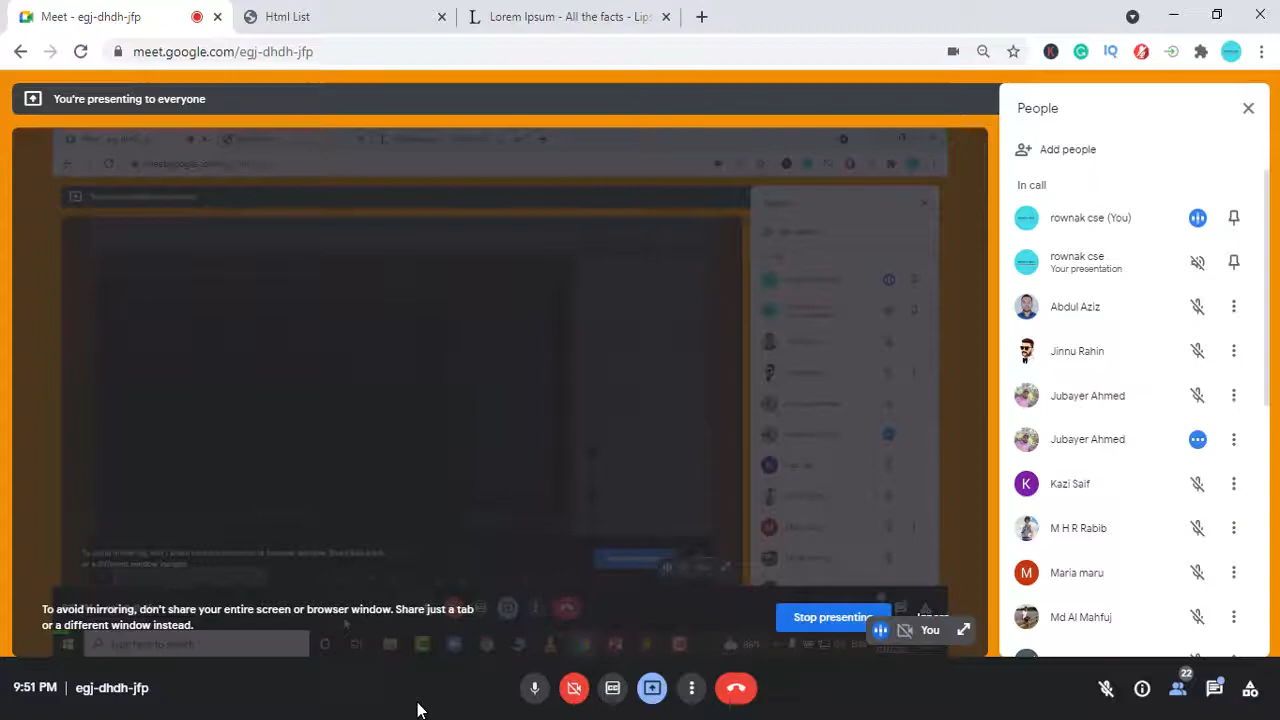 Meet - egj-dhdh-jfp
Html List
Lorem Ipsum - All the facts - Lips
meet.google.com/egj-dhdh-jfp
K
IQ
You're presenting to everyone
People
Add people
In call
rownak cse (You)
rownak cse
Your presentation
Abdul Aziz
Jinnu Rahin
Jubayer Ahmed
Jubayer Ahmed
K
Kazi Saif
M H R Rabib
M
Maria maru
Md Al Mahfuj
To avoid mirroring, don't share your entire screen or browser window. Share just a tab
or a different window instead.
Stop presenting
You
9:51 PM | egj-dhdh-jfp
22